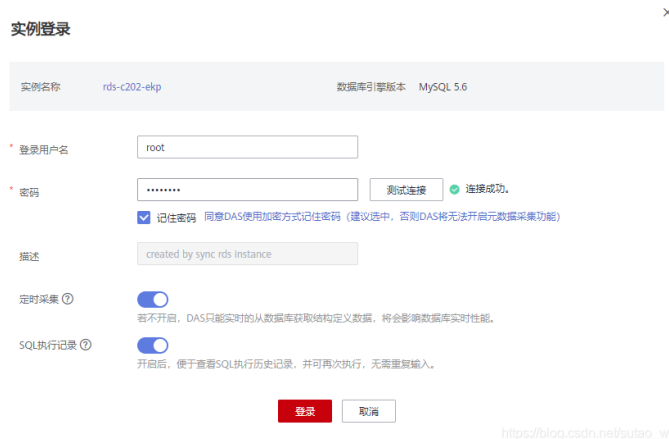 实例登录
实例名称 rds-c202-ekp 数据库引擎版本 MySQL 5.6
* 登录用户名 root
* 密码 •••••••• 测试连接 连接成功。
记住密码 同意DAS使用加密方式记住密码（建议选中，否则DAS将无法开启元数据采集功能）
描述 created by sync rds instance
定时采集 ?
若不开启，DAS只能实时的从数据库获取结构定义数据，将会影响数据库实时性能。
SQL执行记录 ?
开启后，便于查看SQL执行历史记录，并可再次执行，无需重复输入。
登录 取消
https://blog.csdn.net/sutao_w